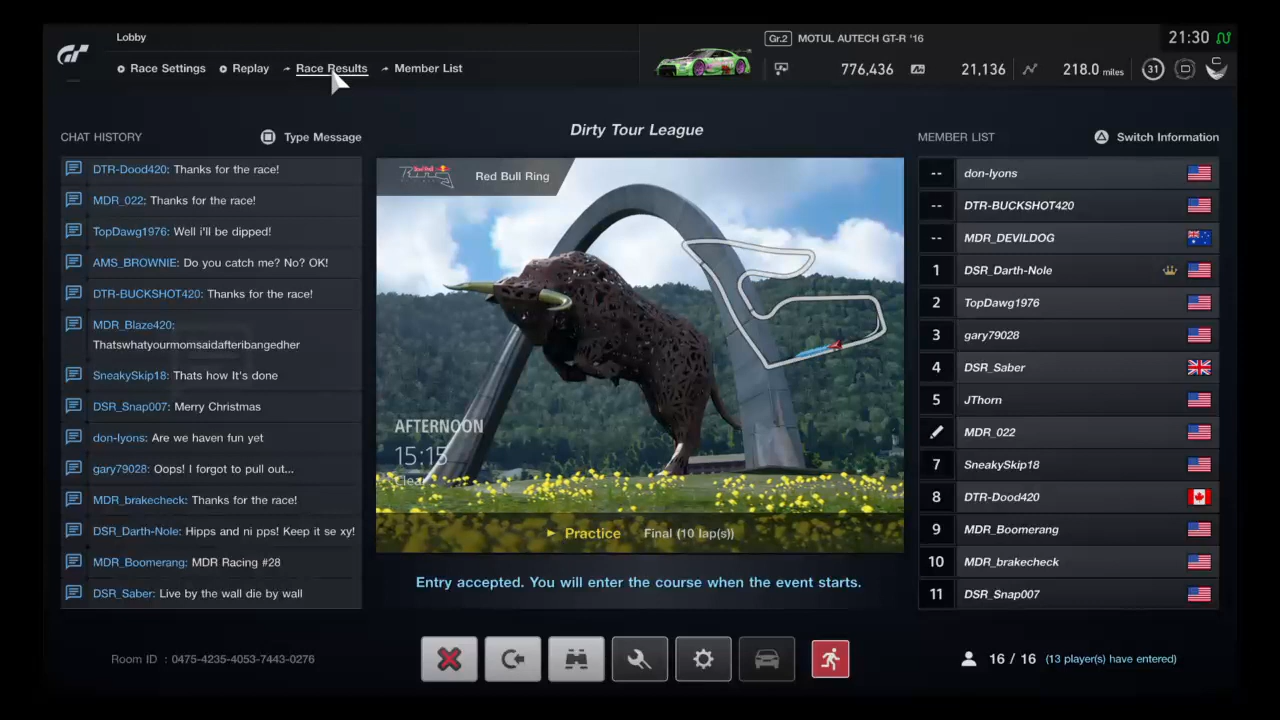 Lobby
Race Settings
Replay
Race Results
Member List
Gr.2
MOTUL AUTECH GT-R '16
776,436
21,136
218.0 miles
31
21:30
CHAT HISTORY
Type Message
DTR-Dood420: Thanks for the race!
MDR_022: Thanks for the race!
TopDawg1976: Well i'll be dipped!
AMS_BROWNIE: Do you catch me? No? OK!
DTR-BUCKSHOT420: Thanks for the race!
MDR_Blaze420:
Thatswhatyourmomsaidafteribangedher
SneakySkip18: Thats how It's done
DSR_Snap007: Merry Christmas
don-lyons: Are we haven fun yet
gary79028: Oops! I forgot to pull out...
MDR_brakecheck: Thanks for the race!
DSR_Darth-Nole: Hipps and ni pps! Keep it se xy!
MDR_Boomerang: MDR Racing #28
DSR_Saber: Live by the wall die by wall
Dirty Tour League
Red Bull Ring
AFTERNOON
15:15
Clear
Practice
Final (10 lap(s))
Entry accepted. You will enter the course when the event starts.
MEMBER LIST
Switch Information
-- don-lyons
-- DTR-BUCKSHOT420
-- MDR_DEVILDOG
1 DSR_Darth-Nole
2 TopDawg1976
3 gary79028
4 DSR_Saber
5 JThorn
MDR_022
7 SneakySkip18
8 DTR-Dood420
9 MDR_Boomerang
10 MDR_brakecheck
11 DSR_Snap007
Room ID : 0475-4235-4053-7443-0276
16 / 16
(13 player(s) have entered)